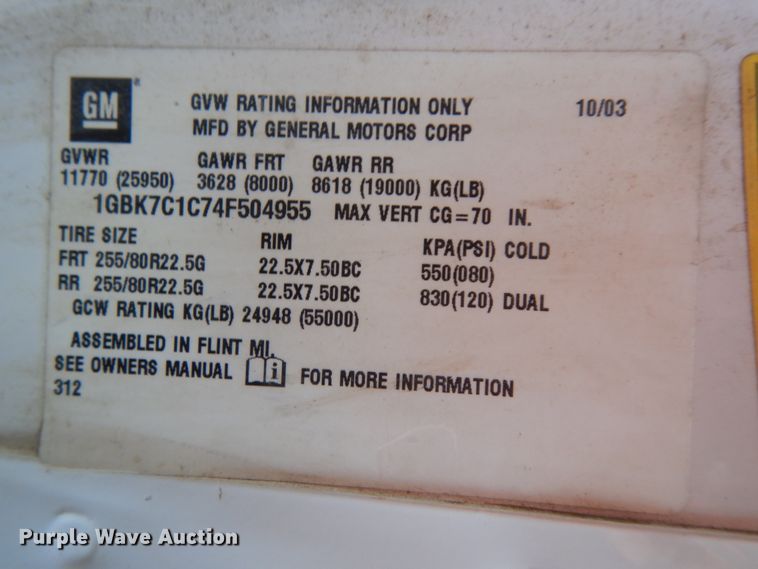 GM
GVW RATING INFORMATION ONLY 10/03
MFD BY GENERAL MOTORS CORP
GVWR GAWR FRT GAWR RR
11770 (25950) 3628 (8000) 8618 (19000) KG(LB)
1GBK7C1C74F504955 MAX VERT CG=70 IN.
TIRE SIZE RIM KPA(PSI) COLD
FRT 255/80R22.5G 22.5X7.50BC 550(080)
RR 255/80R22.5G 22.5X7.50BC 830(120) DUAL
GCW RATING KG(LB) 24948 (55000)
ASSEMBLED IN FLINT MI.
SEE OWNERS MANUAL i FOR MORE INFORMATION
312
Purple Wave Auction